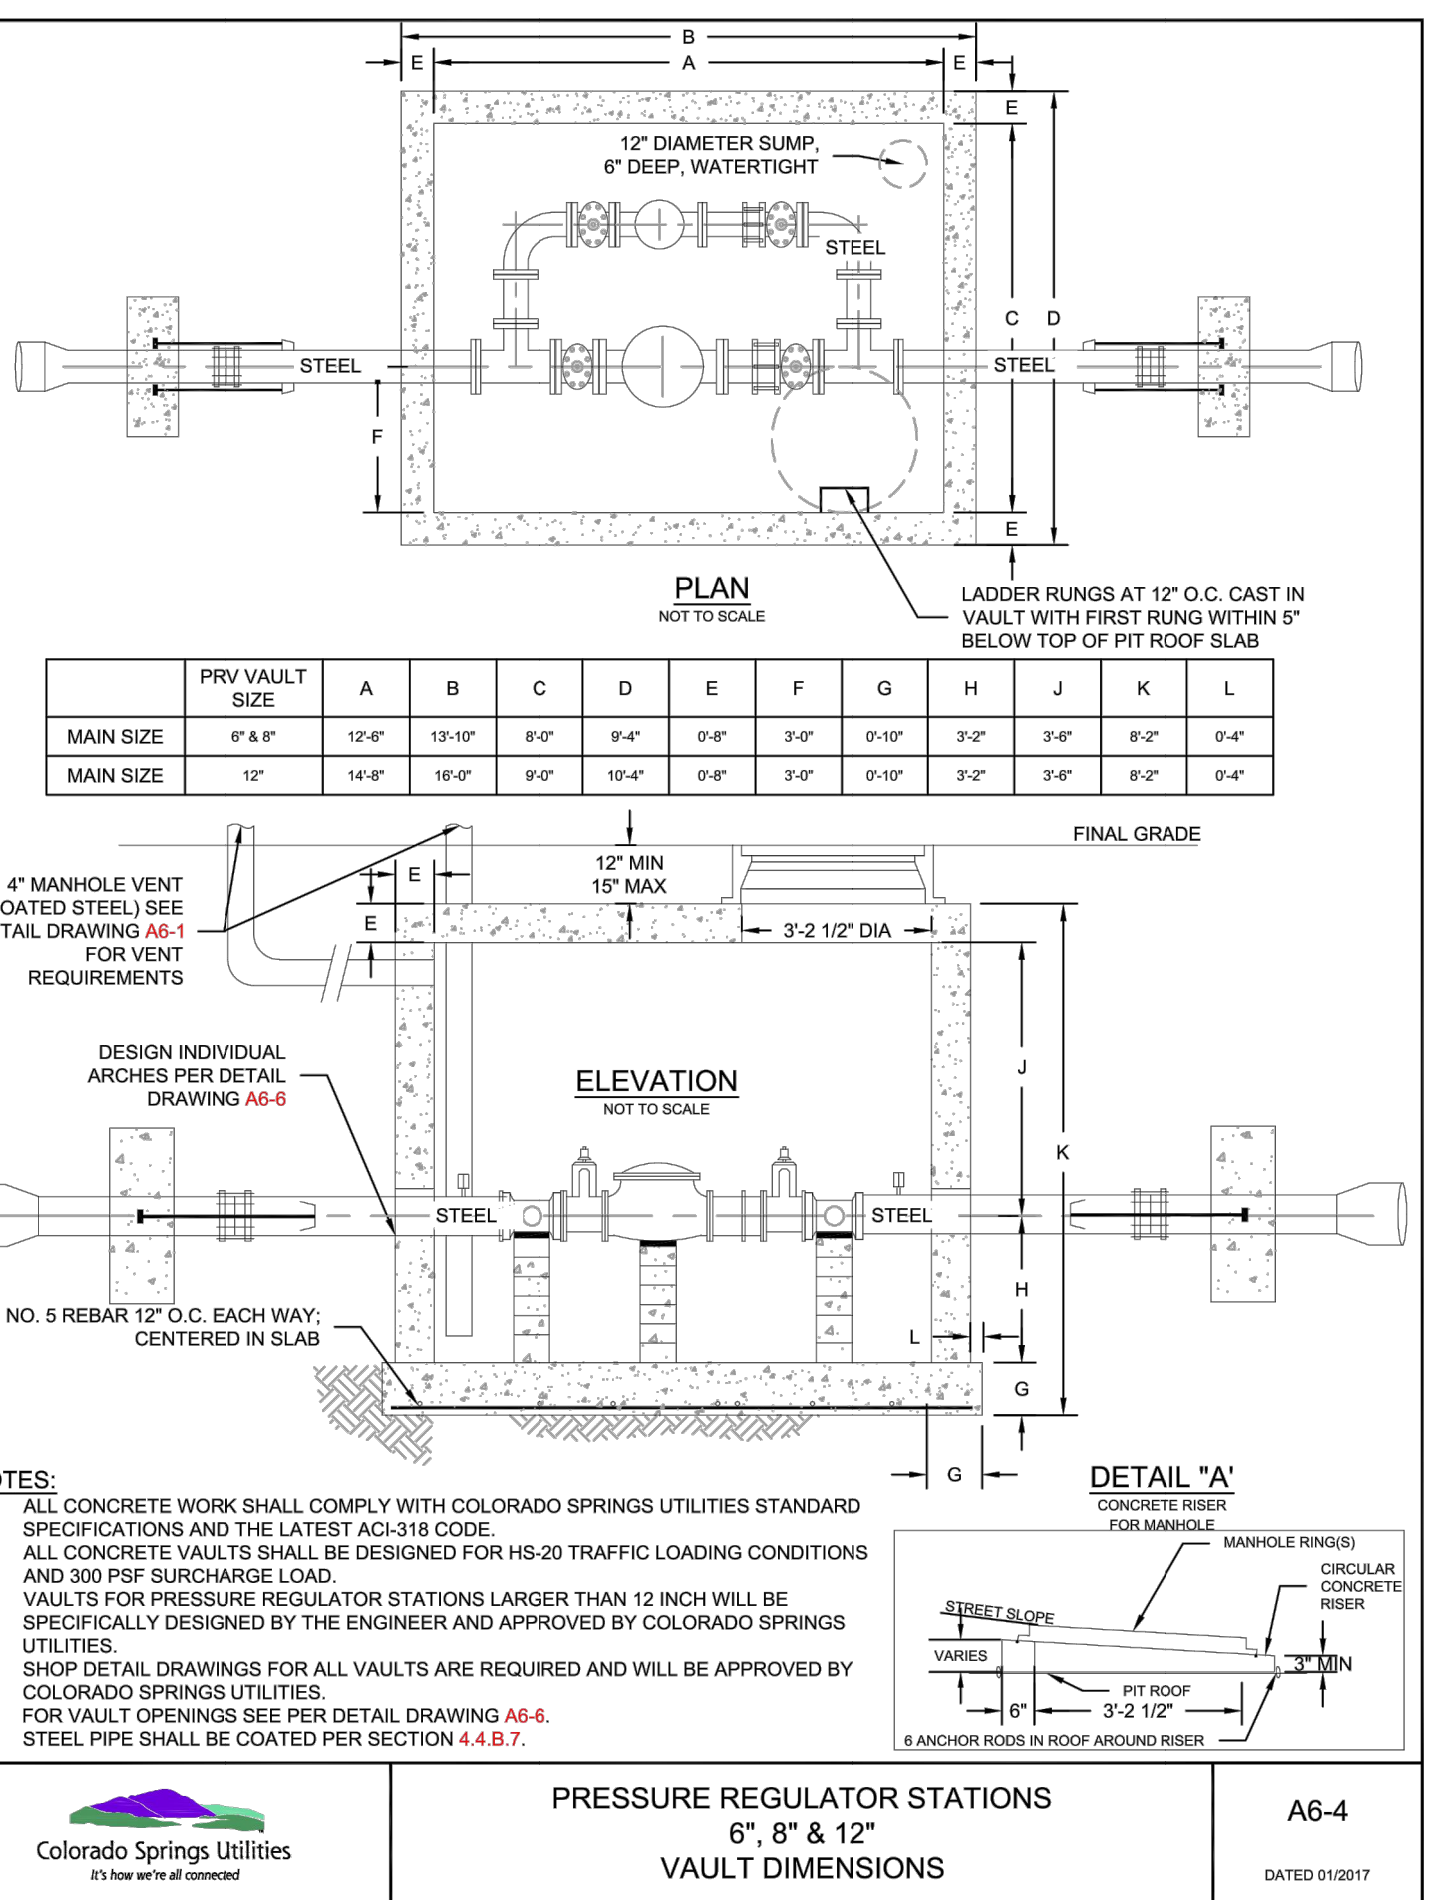 B
E
A
E
E
12" DIAMETER SUMP,
6" DEEP, WATERTIGHT
STEEL
C
D
STEEL
STEEL
F
E
PLAN
NOT TO SCALE
LADDER RUNGS AT 12" O.C. CAST IN
VAULT WITH FIRST RUNG WITHIN 5"
BELOW TOP OF PIT ROOF SLAB
PRV VAULT SIZE A B C D E F G H J K L
MAIN SIZE 6" & 8" 12'-6" 13'-10" 8'-0" 9'-4" 0'-8" 3'-0" 0'-10" 3'-2" 3'-6" 8'-2" 0'-4"
MAIN SIZE 12" 14'-8" 16'-0" 9'-0" 10'-4" 0'-8" 3'-0" 0'-10" 3'-2" 3'-6" 8'-2" 0'-4"
FINAL GRADE
12" MIN
15" MAX
E
E
3'-2 1/2" DIA
4" MANHOLE VENT
OATED STEEL) SEE
TAIL DRAWING A6-1
FOR VENT
REQUIREMENTS
DESIGN INDIVIDUAL
ARCHES PER DETAIL
DRAWING A6-6
ELEVATION
NOT TO SCALE
J
K
STEEL
STEEL
H
NO. 5 REBAR 12" O.C. EACH WAY;
CENTERED IN SLAB
L
G
G
OTES:
ALL CONCRETE WORK SHALL COMPLY WITH COLORADO SPRINGS UTILITIES STANDARD
SPECIFICATIONS AND THE LATEST ACI-318 CODE.
ALL CONCRETE VAULTS SHALL BE DESIGNED FOR HS-20 TRAFFIC LOADING CONDITIONS
AND 300 PSF SURCHARGE LOAD.
VAULTS FOR PRESSURE REGULATOR STATIONS LARGER THAN 12 INCH WILL BE
SPECIFICALLY DESIGNED BY THE ENGINEER AND APPROVED BY COLORADO SPRINGS
UTILITIES.
SHOP DETAIL DRAWINGS FOR ALL VAULTS ARE REQUIRED AND WILL BE APPROVED BY
COLORADO SPRINGS UTILITIES.
FOR VAULT OPENINGS SEE PER DETAIL DRAWING A6-6.
STEEL PIPE SHALL BE COATED PER SECTION 4.4.B.7.
DETAIL "A'
CONCRETE RISER
FOR MANHOLE
MANHOLE RING(S)
CIRCULAR
CONCRETE
RISER
STREET SLOPE
VARIES
3" MIN
PIT ROOF
6"
3'-2 1/2"
6 ANCHOR RODS IN ROOF AROUND RISER
Colorado Springs Utilities
It's how we're all connected
PRESSURE REGULATOR STATIONS
6", 8" & 12"
VAULT DIMENSIONS
A6-4
DATED 01/2017